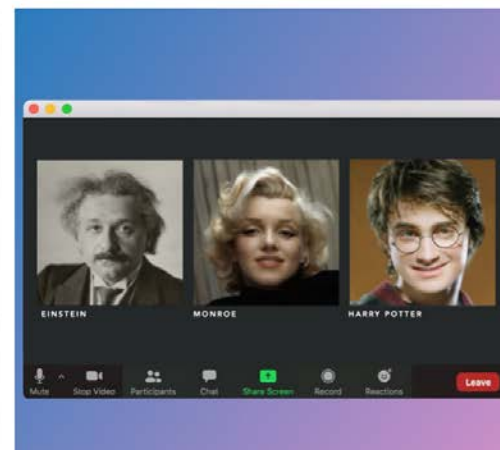 EINSTEIN
MONROE
HARRY POTTER
Mute
Stop Video
Participants
Chat
Share Screen
Record
Reactions
Leave